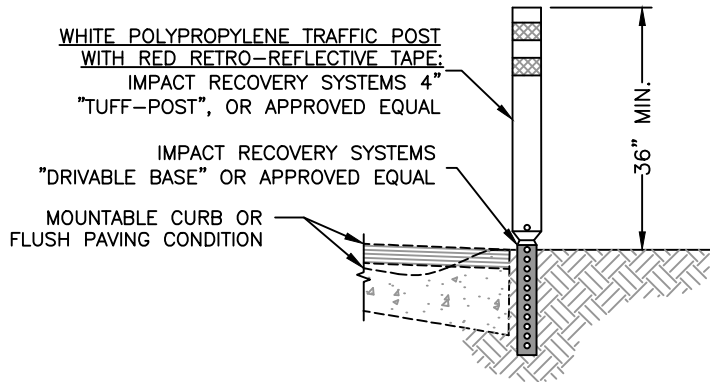 WHITE POLYPROPYLENE TRAFFIC POST
WITH RED RETRO-REFLECTIVE TAPE:
IMPACT RECOVERY SYSTEMS 4"
"TUFF-POST", OR APPROVED EQUAL
IMPACT RECOVERY SYSTEMS
"DRIVABLE BASE" OR APPROVED EQUAL
MOUNTABLE CURB OR
FLUSH PAVING CONDITION
36" MIN.